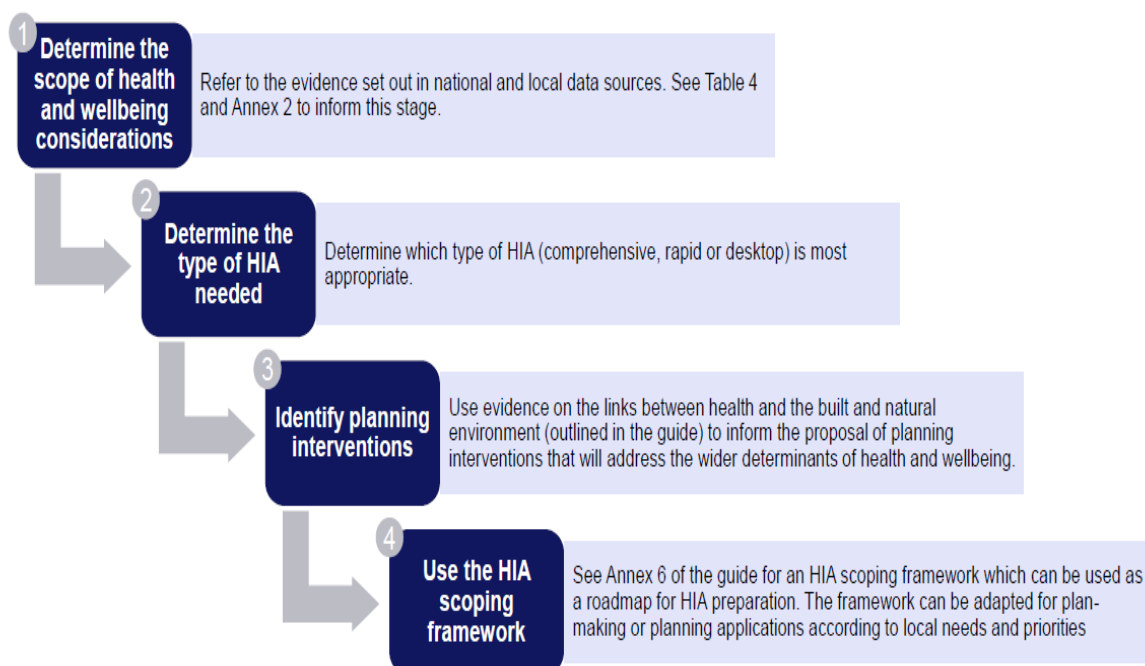 1
Determine the
scope of health
and wellbeing
considerations
Refer to the evidence set out in national and local data sources. See Table 4
and Annex 2 to inform this stage.
2
Determine the
type of HIA
needed
Determine which type of HIA (comprehensive, rapid or desktop) is most
appropriate.
3
Identify planning
interventions
Use evidence on the links between health and the built and natural
environment (outlined in the guide) to inform the proposal of planning
interventions that will address the wider determinants of health and wellbeing.
4
Use the HIA
scoping
framework
See Annex 6 of the guide for an HIA scoping framework which can be used as
a roadmap for HIA preparation. The framework can be adapted for plan-
making or planning applications according to local needs and priorities